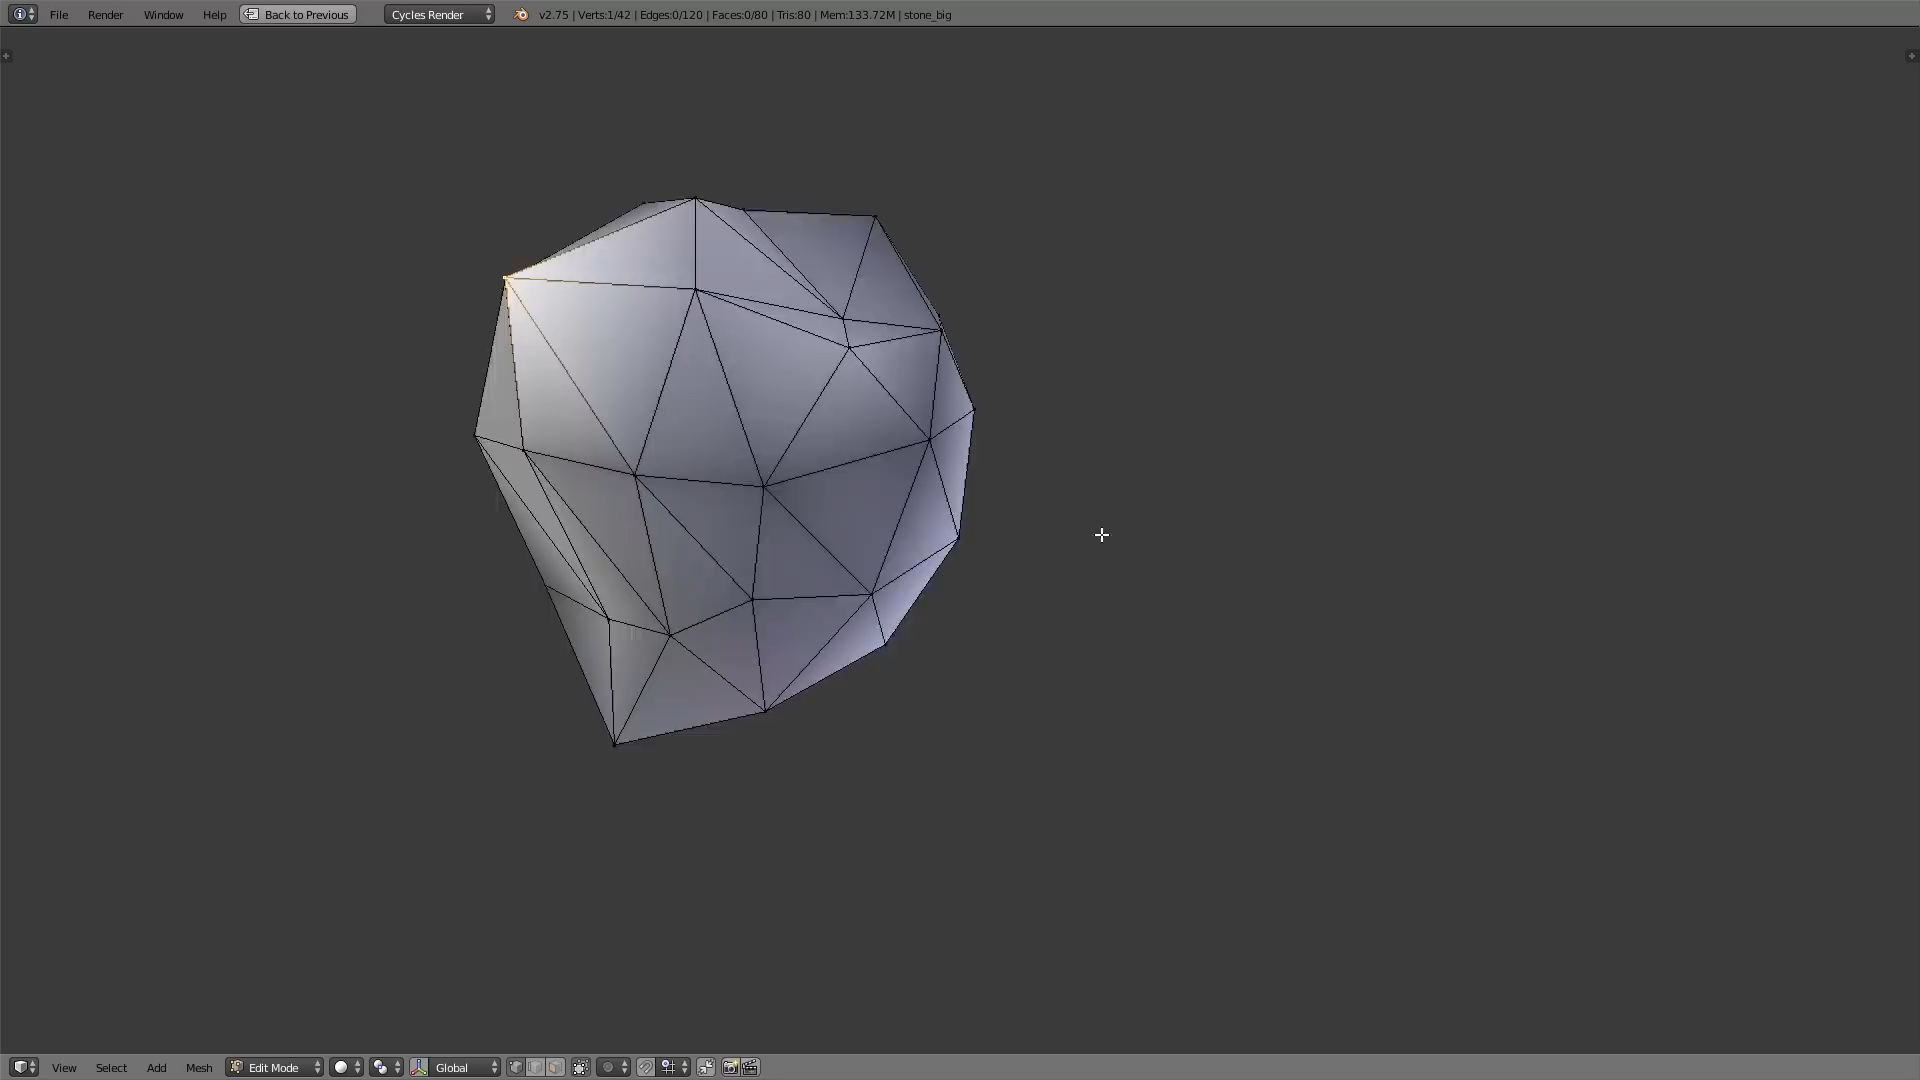 File Render Window Help Back to Previous Cycles Render v2.75 | Verts:1/42 | Edges:0/120 | Faces:0/80 | Tris:80 | Mem:133.72M | stone_big
View Select Add Mesh Edit Mode Global